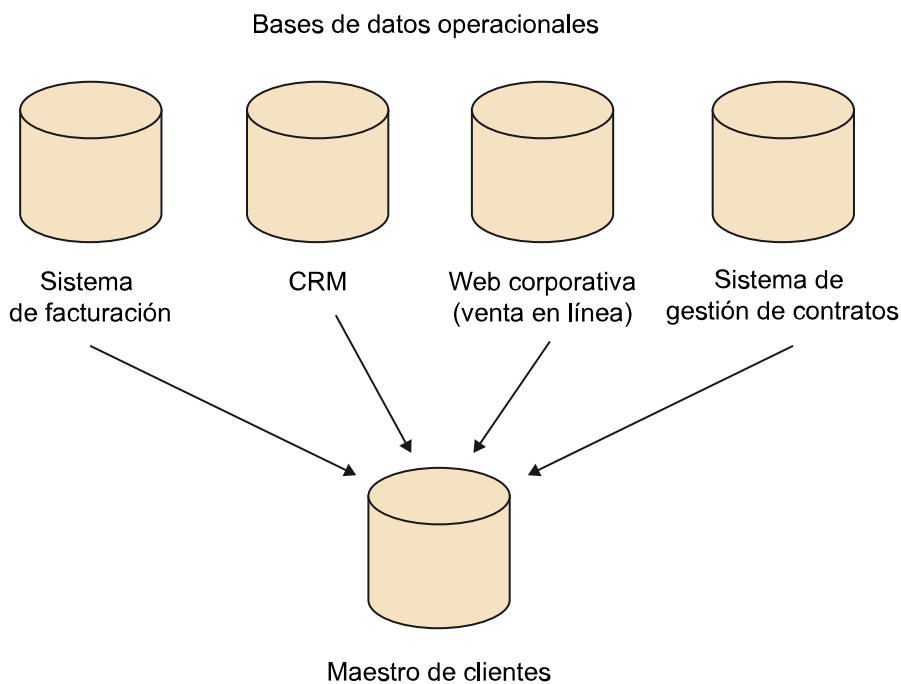 Bases de datos operacionales
Sistema
de facturación
CRM
Web corporativa
(venta en línea)
Sistema de
gestión de contratos
Maestro de clientes